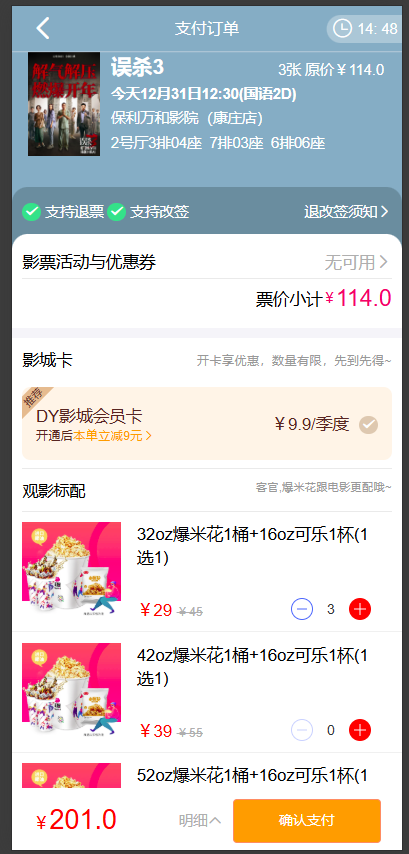 支付订单
14: 48
误杀3
3张 原价￥114.0
今天12月31日12:30(国语2D)
保利万和影院（康庄店）
2号厅3排04座 7排03座 6排06座
支持退票 支持改签
退改签须知
影票活动与优惠券
无可用
票价小计￥114.0
影城卡
开卡享优惠，数量有限，先到先得~
推荐
DY影城会员卡
￥9.9/季度
开通后本单立减9元
观影标配
客官,爆米花跟电影更配哦~
32oz爆米花1桶+16oz可乐1杯(1
选1)
￥29 ￥45
3
42oz爆米花1桶+16oz可乐1杯(1
选1)
￥39 ￥55
0
52oz爆米花1桶+16oz可乐1杯(1
￥201.0
明细
确认支付
解气解压
燃爆开年